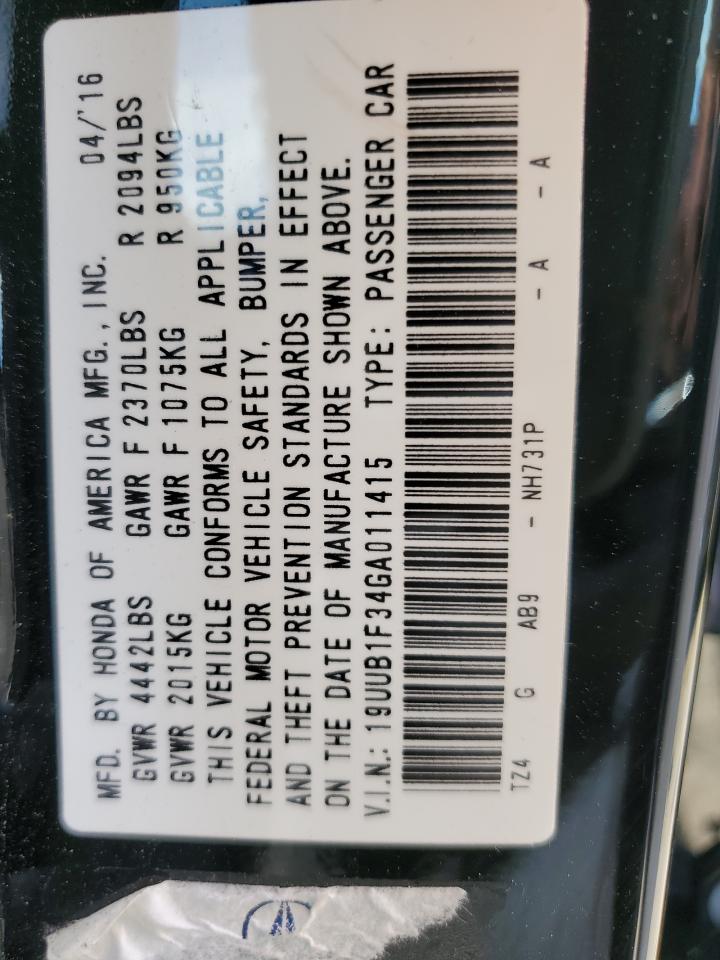 MFD. BY HONDA OF AMERICA MFG., INC. 04/'16
GVWR 4442LBS GAWR F 2370LBS R 2094LBS
GVWR 2015KG GAWR F 1075KG R 950KG
THIS VEHICLE CONFORMS TO ALL APPLICABLE
FEDERAL MOTOR VEHICLE SAFETY, BUMPER,
AND THEFT PREVENTION STANDARDS IN EFFECT
ON THE DATE OF MANUFACTURE SHOWN ABOVE.
V.I.N.: 19UUB1F34GA011415 TYPE: PASSENGER CAR
TZ4 G AB9 - NH731P - A - A